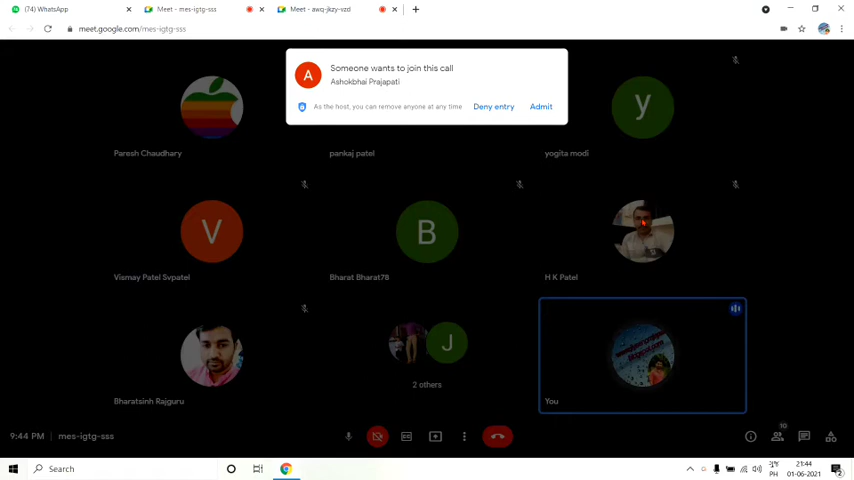 (74) WhatsApp
Meet - mes-igtg-sss
Meet - awq-jkzy-vzd
meet.google.com/mes-igtg-sss
Someone wants to join this call
A
Ashokbhai Prajapati
As the host, you can remove anyone at any time
Deny entry
Admit
y
Paresh Chaudhary
pankaj patel
yogita modi
V
B
Vismay Patel Svpatel
Bharat Bharat78
H K Patel
J
2 others
Bharatsinh Rajguru
You
9:44 PM | mes-igtg-sss
10
Search
21:44
PH
01-06-2021
2